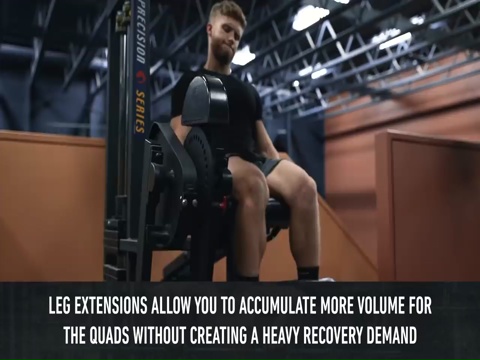 PRECISION
SERIES
LEG EXTENSIONS ALLOW YOU TO ACCUMULATE MORE VOLUME FOR
THE QUADS WITHOUT CREATING A HEAVY RECOVERY DEMAND